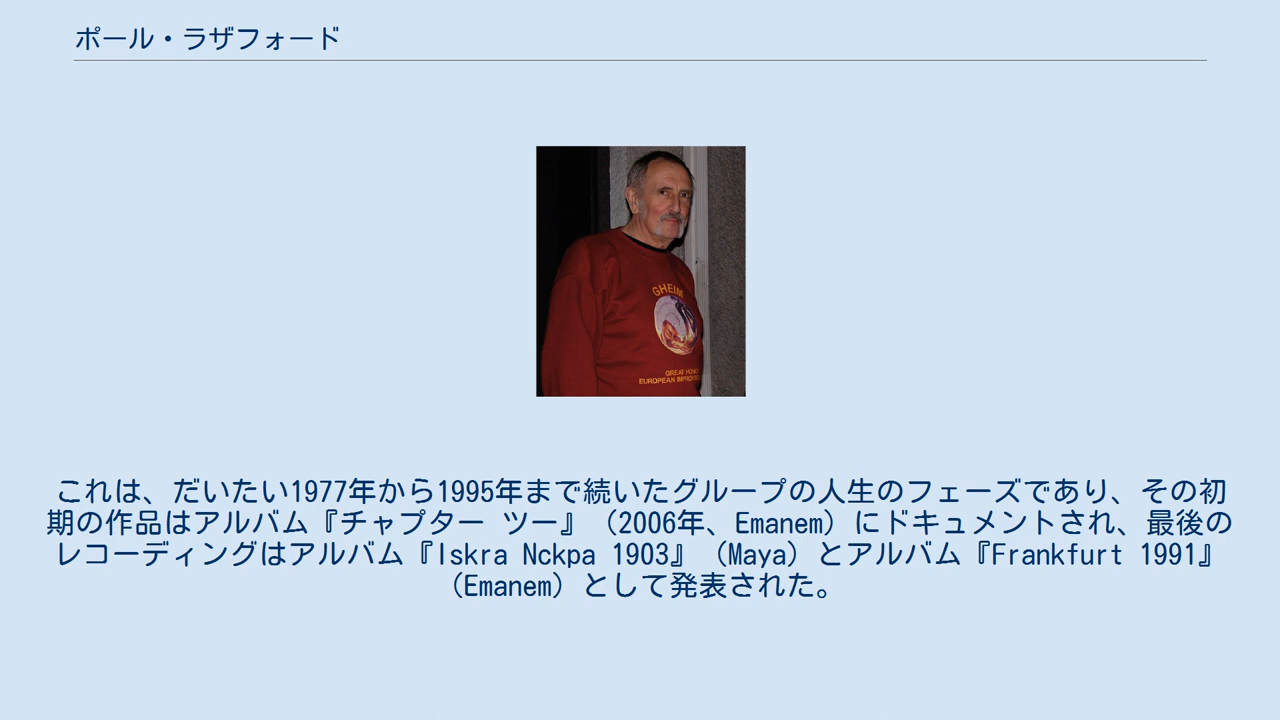 ポール・ラザフォード
GHEIM
GREAT
EUROPEAN
これは、だいたい1977年から1995年まで続いたグループの人生のフェーズであり、その初
期の作品はアルバム『チャプター ツー』（2006年、Emanem）にドキュメントされ、最後の
レコーディングはアルバム『Iskra Nckpa 1903』（Maya）とアルバム『Frankfurt 1991』
（Emanem）として発表された。